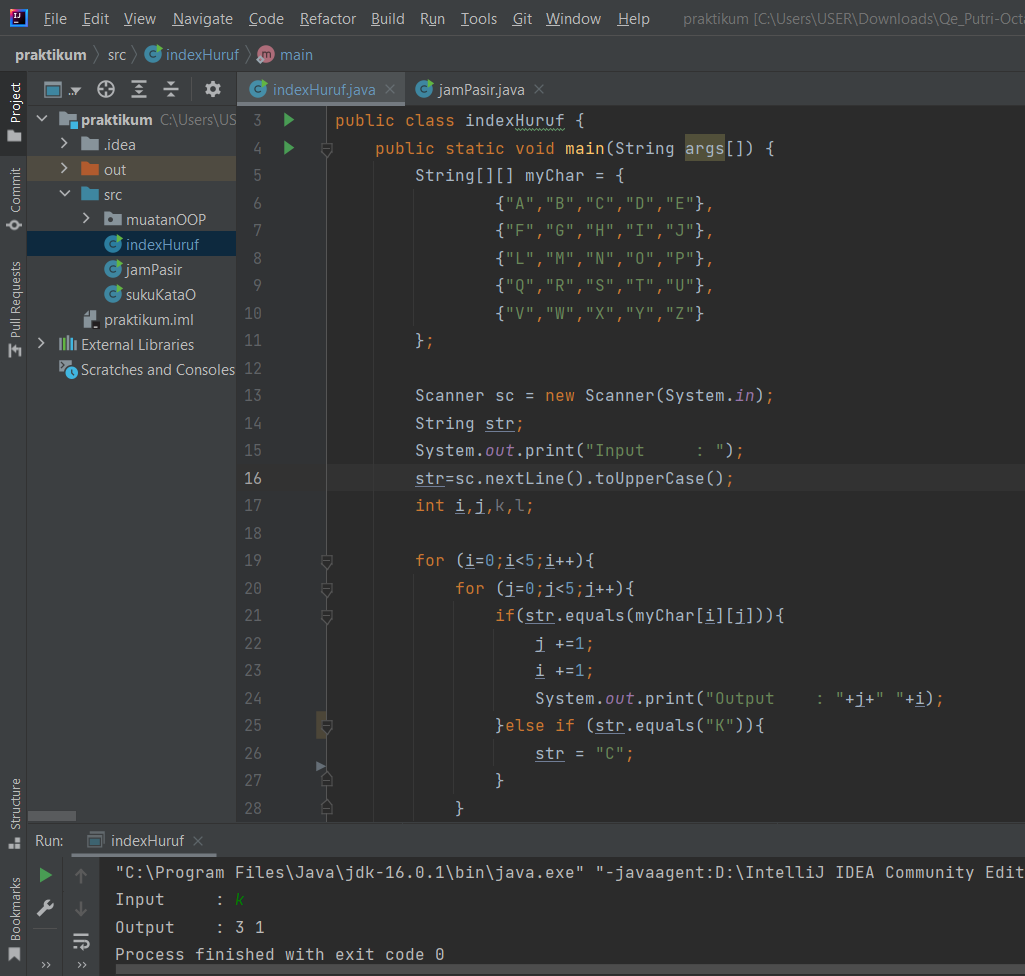 File Edit View Navigate Code Refactor Build Run Tools Git Window Help praktikum [C:\Users\USER\Downloads\Qe_Putri-Octa
praktikum src indexHuruf main
Project
Commit
Pull Requests
Structure
Bookmarks
praktikum C:\Users\US
.idea
out
src
muatanOOP
indexHuruf
jamPasir
sukuKataO
praktikum.iml
External Libraries
Scratches and Consoles
indexHuruf.java jamPasir.java
3 public class indexHuruf {
4 public static void main(String args[]) {
5 String[][] myChar = {
6 {"A","B","C","D","E"},
7 {"F","G","H","I","J"},
8 {"L","M","N","O","P"},
9 {"Q","R","S","T","U"},
10 {"V","W","X","Y","Z"}
11 };
12
13 Scanner sc = new Scanner(System.in);
14 String str;
15 System.out.print("Input     : ");
16 str=sc.nextLine().toUpperCase();
17 int i,j,k,l;
18
19 for (i=0;i<5;i++){
20 for (j=0;j<5;j++){
21 if(str.equals(myChar[i][j])){
22 j +=1;
23 i +=1;
24 System.out.print("Output    : "+j+" "+i);
25 }else if (str.equals("K")){
26 str = "C";
27 }
28 }
Run: indexHuruf
"C:\Program Files\Java\jdk-16.0.1\bin\java.exe" "-javaagent:D:\IntelliJ IDEA Community Edit
Input     : k
Output    : 3 1
Process finished with exit code 0